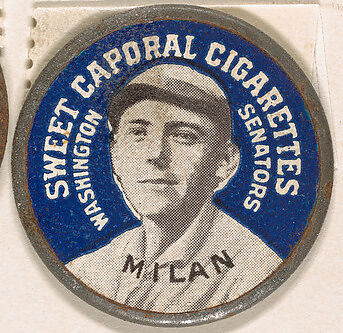 SWEET CAPORAL CIGARETTES
WASHINGTON
SENATORS
MILAN